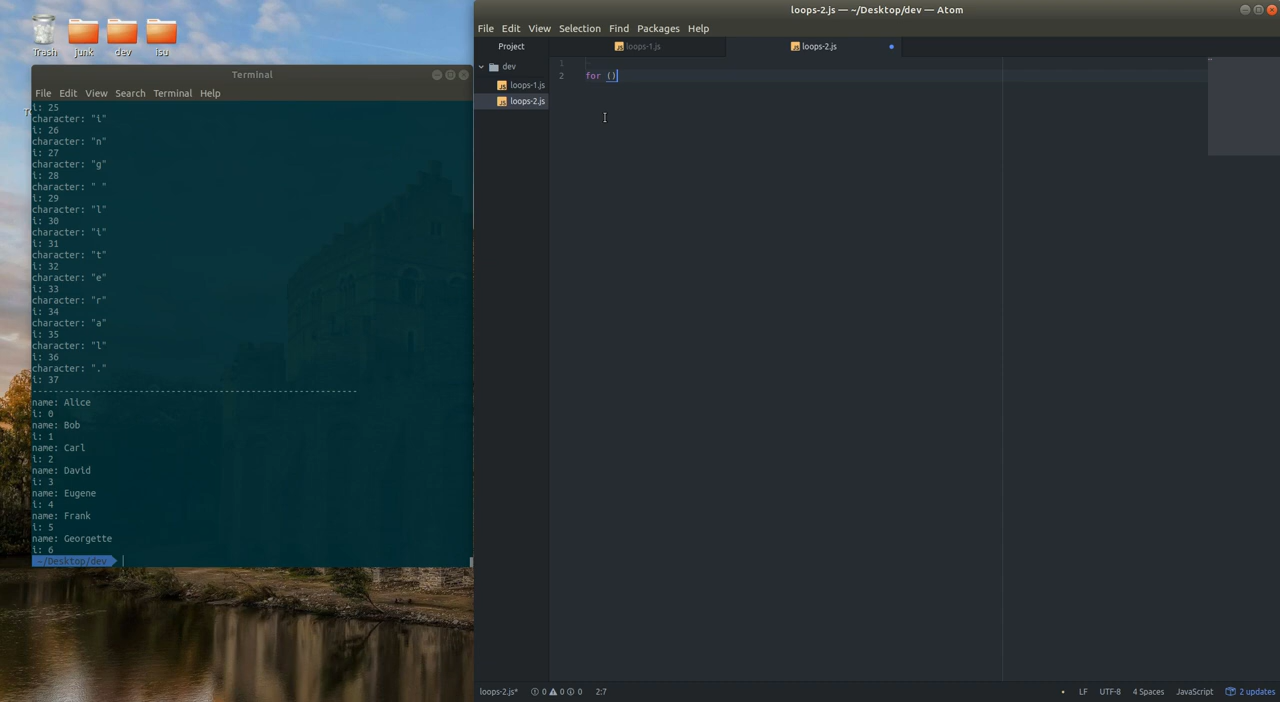 Trash
junk
dev
isu
Terminal
File Edit View Search Terminal Help
i: 25
character: "i"
i: 26
character: "n"
i: 27
character: "g"
i: 28
character: " "
i: 29
character: "l"
i: 30
character: "i"
i: 31
character: "t"
i: 32
character: "e"
i: 33
character: "r"
i: 34
character: "a"
i: 35
character: "l"
i: 36
character: "."
i: 37
-------------------------------------------------------------
name: Alice
i: 0
name: Bob
i: 1
name: Carl
i: 2
name: David
i: 3
name: Eugene
i: 4
name: Frank
i: 5
name: Georgette
i: 6
~/Desktop/dev
loops-2.js — ~/Desktop/dev — Atom
File Edit View Selection Find Packages Help
Project
loops-1.js
loops-2.js
dev
loops-1.js
loops-2.js
1
2 for ()
loops-2.js* 0 0 0 2:7
LF UTF-8 4 Spaces JavaScript 2 updates